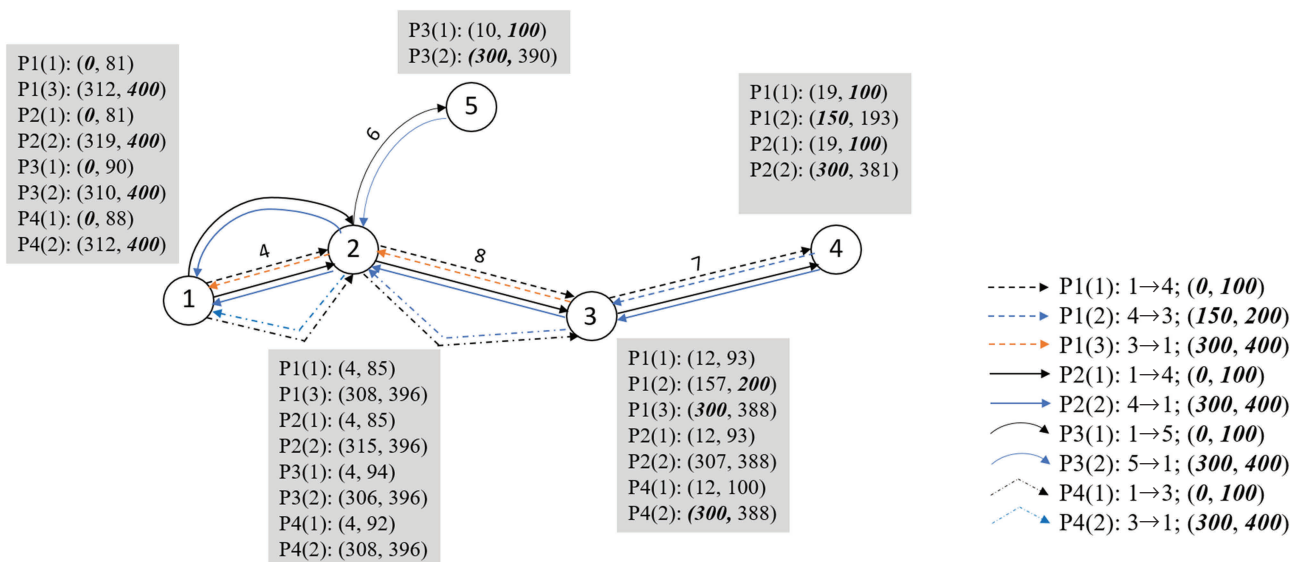 P3(1): (10, 100)
P3(2): (300, 390)
P1(1): (0, 81)
P1(3): (312, 400)
P2(1): (0, 81)
P2(2): (319, 400)
P3(1): (0, 90)
P3(2): (310, 400)
P4(1): (0, 88)
P4(2): (312, 400)
P1(1): (19, 100)
P1(2): (150, 193)
P2(1): (19, 100)
P2(2): (300, 381)
5
6
4
2
8
7
4
1
3
P1(1): (4, 85)
P1(3): (308, 396)
P2(1): (4, 85)
P2(2): (315, 396)
P3(1): (4, 94)
P3(2): (306, 396)
P4(1): (4, 92)
P4(2): (308, 396)
P1(1): (12, 93)
P1(2): (157, 200)
P1(3): (300, 388)
P2(1): (12, 93)
P2(2): (307, 388)
P4(1): (12, 100)
P4(2): (300, 388)
P1(1): 1→4; (0, 100)
P1(2): 4→3; (150, 200)
P1(3): 3→1; (300, 400)
P2(1): 1→4; (0, 100)
P2(2): 4→1; (300, 400)
P3(1): 1→5; (0, 100)
P3(2): 5→1; (300, 400)
P4(1): 1→3; (0, 100)
P4(2): 3→1; (300, 400)